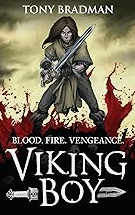 TONY BRADMAN
BLOOD. FIRE. VENGEANCE.
VIKING
BOY